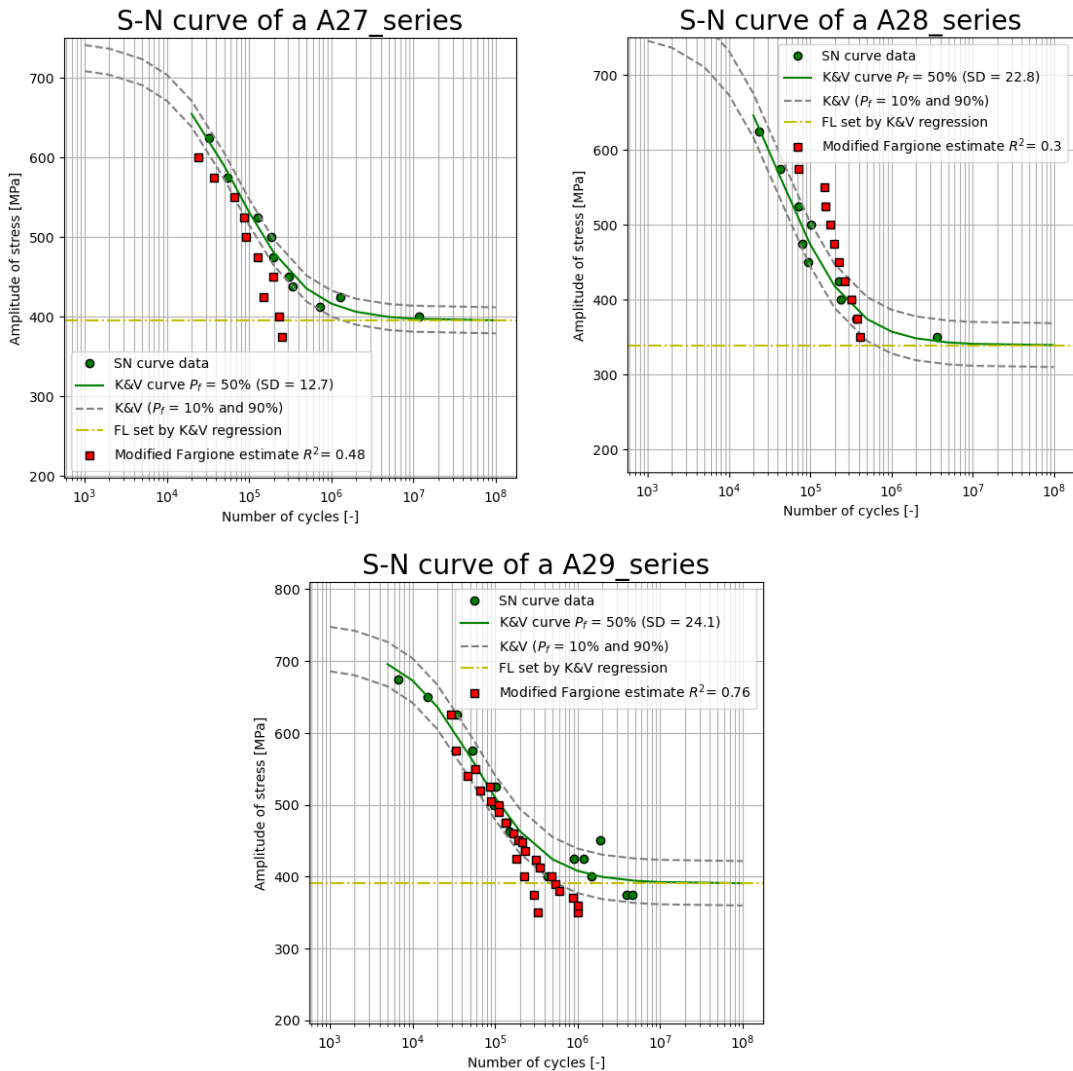 S-N curve of a A27_series
Amplitude of stress [MPa]
700
600
500
400
300
200
SN curve data
K&V curve P_f = 50% (SD = 12.7)
K&V (P_f = 10% and 90%)
FL set by K&V regression
Modified Fargione estimate R²= 0.48
10³ 10⁴ 10⁵ 10⁶ 10⁷ 10⁸
Number of cycles [-]
S-N curve of a A28_series
Amplitude of stress [MPa]
700
600
500
400
300
200
SN curve data
K&V curve P_f = 50% (SD = 22.8)
K&V (P_f = 10% and 90%)
FL set by K&V regression
Modified Fargione estimate R²= 0.3
10³ 10⁴ 10⁵ 10⁶ 10⁷ 10⁸
Number of cycles [-]
S-N curve of a A29_series
Amplitude of stress [MPa]
800
700
600
500
400
300
200
SN curve data
K&V curve P_f = 50% (SD = 24.1)
K&V (P_f = 10% and 90%)
FL set by K&V regression
Modified Fargione estimate R²= 0.76
10³ 10⁴ 10⁵ 10⁶ 10⁷ 10⁸
Number of cycles [-]